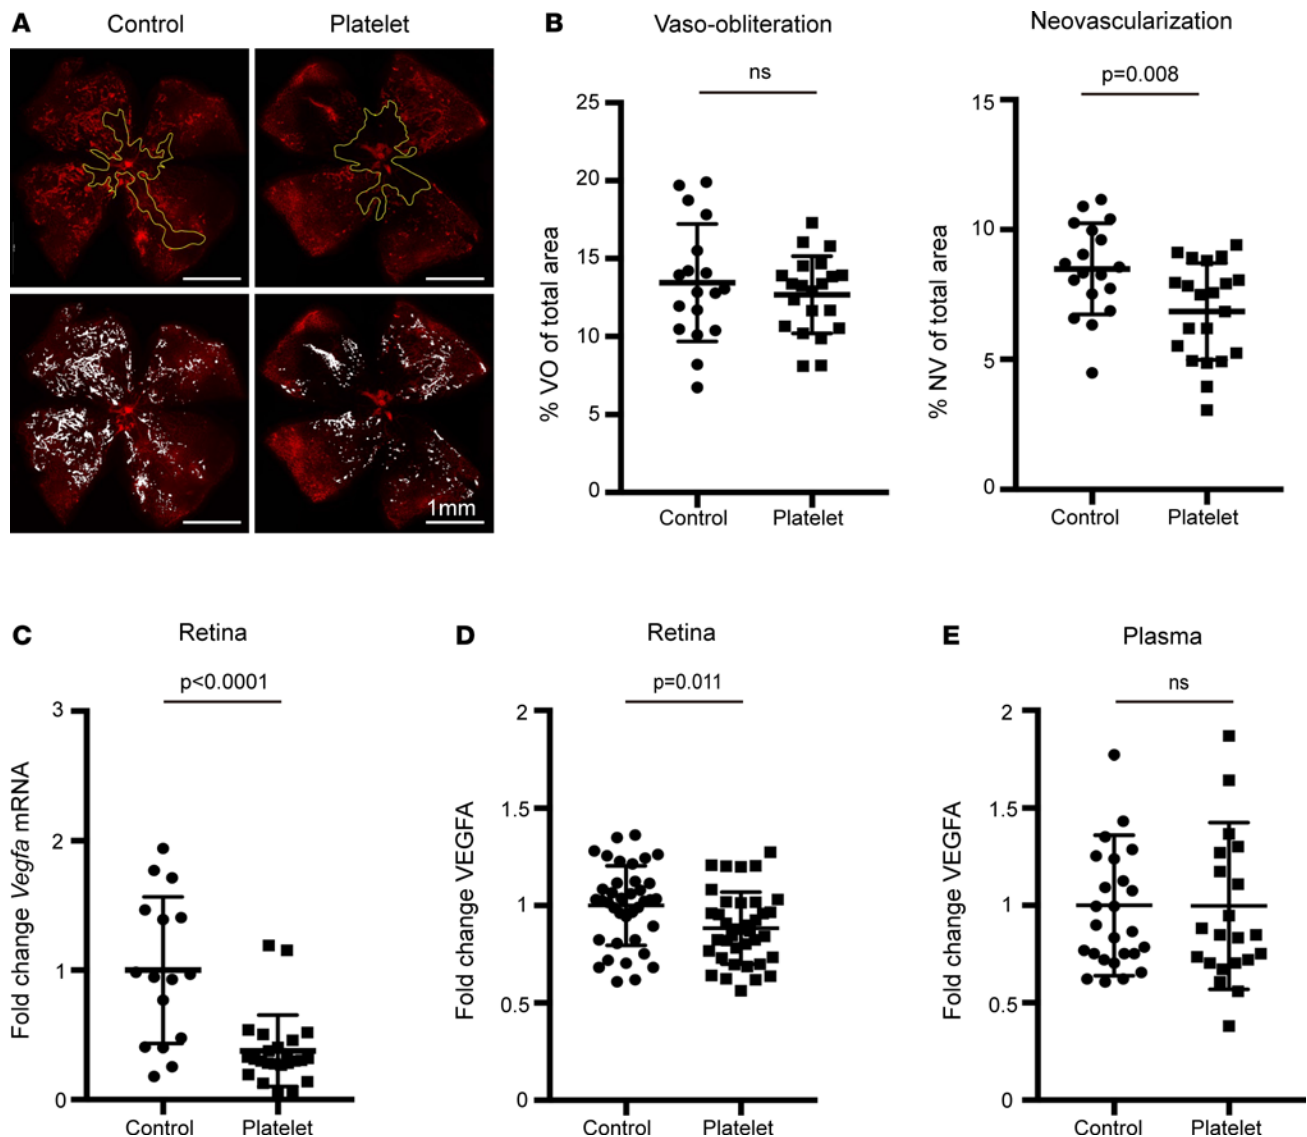 A
Control
Platelet
1mm
B
Vaso-obliteration
ns
% VO of total area
25
20
15
10
5
0
Control
Platelet
Neovascularization
p=0.008
% NV of total area
15
10
5
0
Control
Platelet
C
Retina
p<0.0001
Fold change Vegfa mRNA
3
2
1
0
Control
Platelet
D
Retina
p=0.011
Fold change VEGFA
2
1.5
1
0.5
0
Control
Platelet
E
Plasma
ns
Fold change VEGFA
2
1.5
1
0.5
0
Control
Platelet